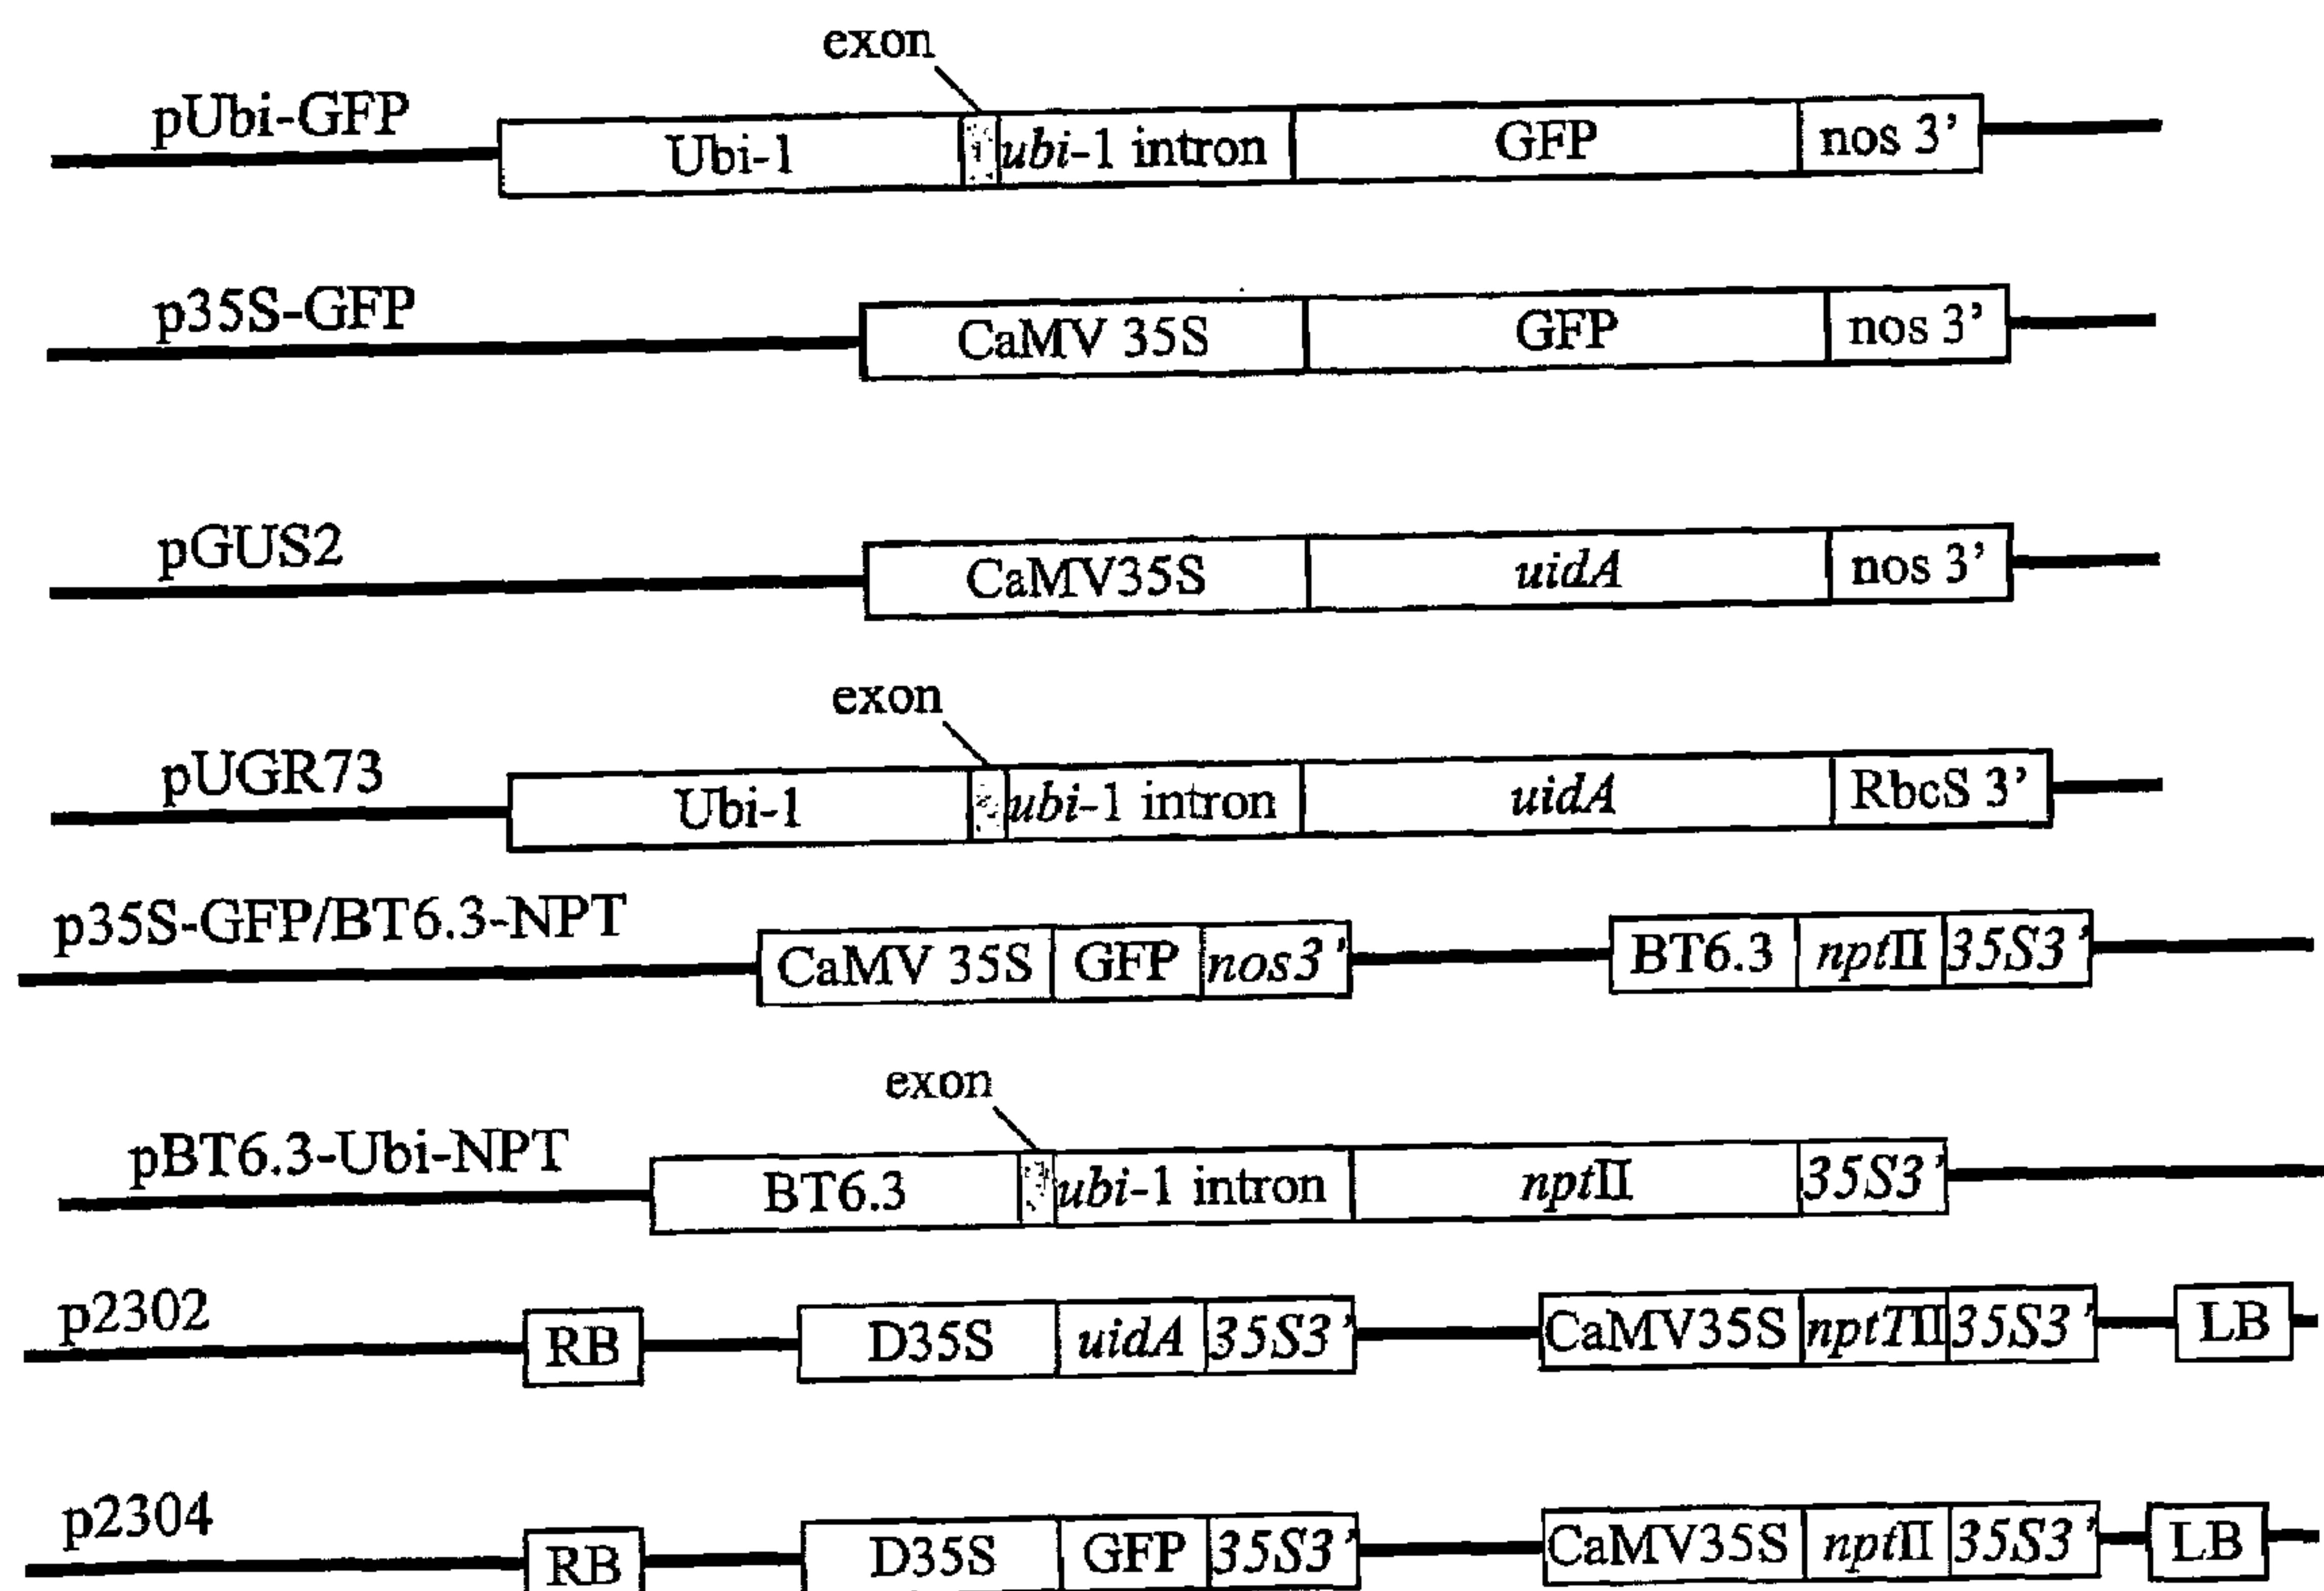 exon
pUbi-GFP
Ubi-1 ubi-1 intron GFP nos 3’
p35S-GFP
CaMV 35S GFP nos 3’
pGUS2
CaMV35S uidA nos 3’
exon
pUGR73
Ubi-1 ubi-1 intron uidA RbcS 3’
p35S-GFP/BT6.3-NPT
CaMV 35S GFP nos3’ BT6.3 nptII 35S3’
exon
pBT6.3-Ubi-NPT
BT6.3 ubi-1 intron nptII 35S3’
p2302
RB D35S uidA 35S3’ CaMV35S nptTII 35S3’ LB
p2304
RB D35S GFP 35S3’ CaMV35S nptII 35S3’ LB